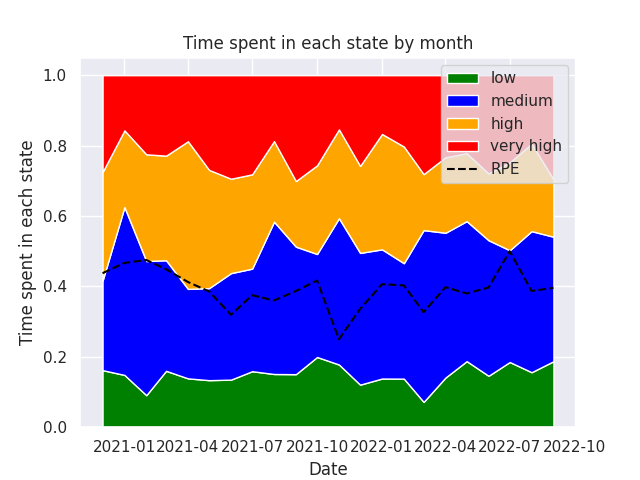 Time spent in each state by month
low
medium
high
very high
RPE
1.0
0.8
0.6
0.4
0.2
0.0
Time spent in each state
2021-01 2021-04 2021-07 2021-10 2022-01 2022-04 2022-07 2022-10
Date